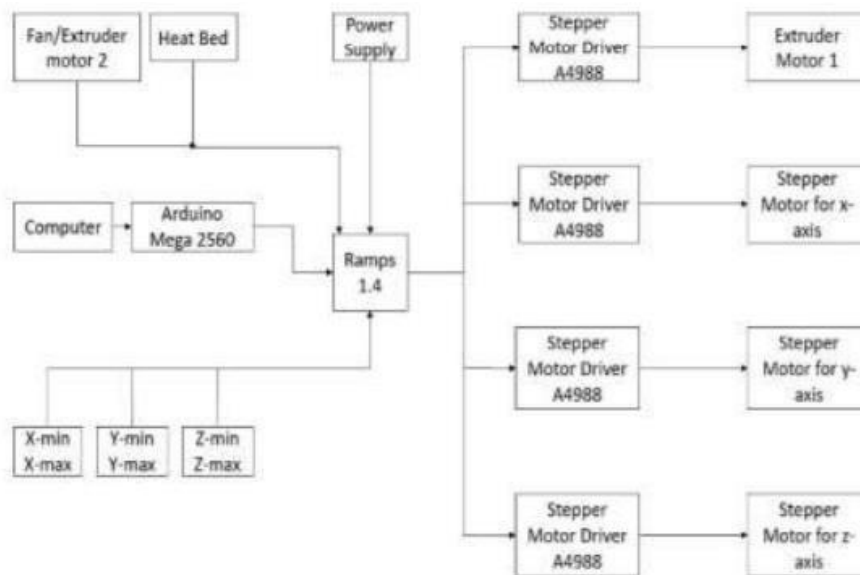 Fan/Extruder
motor 2
Heat Bed
Power
Supply
Stepper
Motor Driver
A4988
Extruder
Motor 1
Computer
Arduino
Mega 2560
Ramps
1.4
Stepper
Motor Driver
A4988
Stepper
Motor for x-
axis
Stepper
Motor Driver
A4988
Stepper
Motor for y-
axis
X-min
X-max
Y-min
Y-max
Z-min
Z-max
Stepper
Motor Driver
A4988
Stepper
Motor for z-
axis